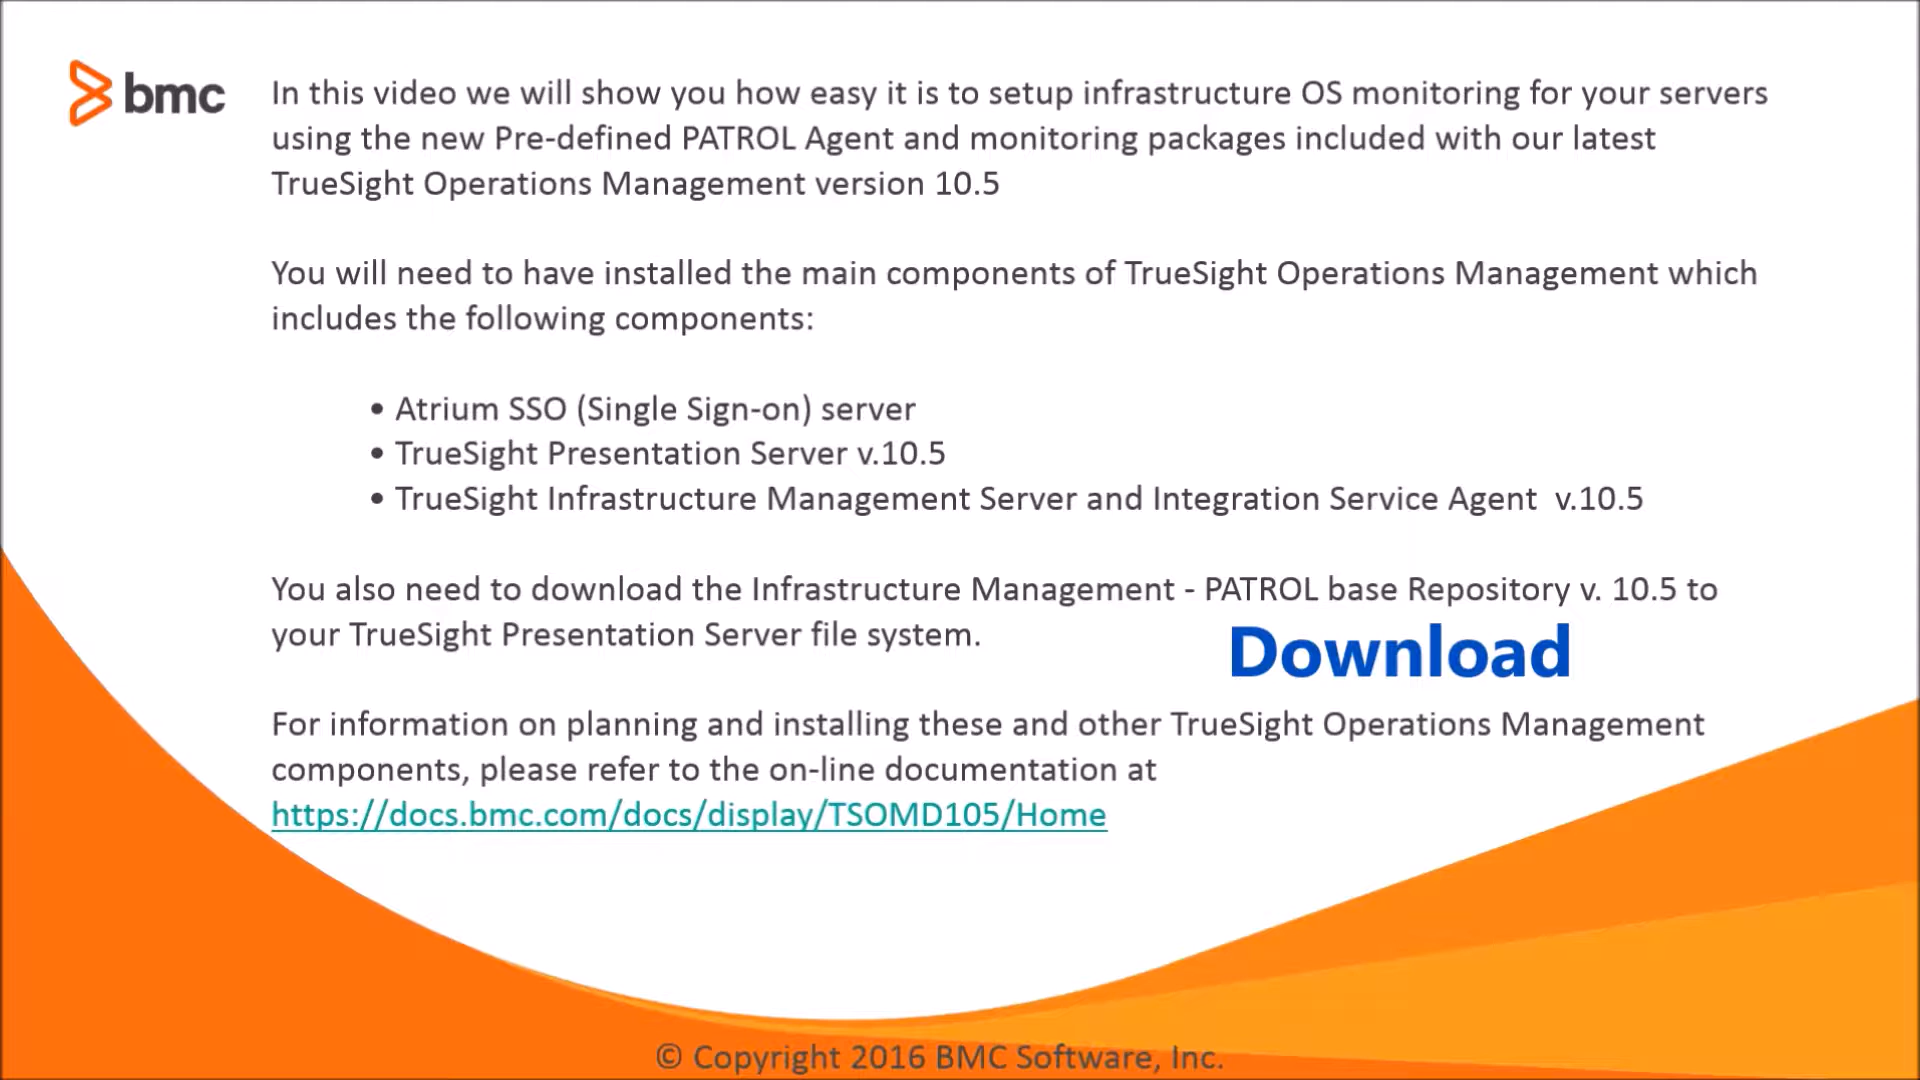 bmc
In this video we will show you how easy it is to setup infrastructure OS monitoring for your servers
using the new Pre-defined PATROL Agent and monitoring packages included with our latest
TrueSight Operations Management version 10.5
You will need to have installed the main components of TrueSight Operations Management which
includes the following components:
• Atrium SSO (Single Sign-on) server
• TrueSight Presentation Server v.10.5
• TrueSight Infrastructure Management Server and Integration Service Agent  v.10.5
You also need to download the Infrastructure Management - PATROL base Repository v. 10.5 to
your TrueSight Presentation Server file system.
Download
For information on planning and installing these and other TrueSight Operations Management
components, please refer to the on-line documentation at
https://docs.bmc.com/docs/display/TSOMD105/Home
© Copyright 2016 BMC Software, Inc.